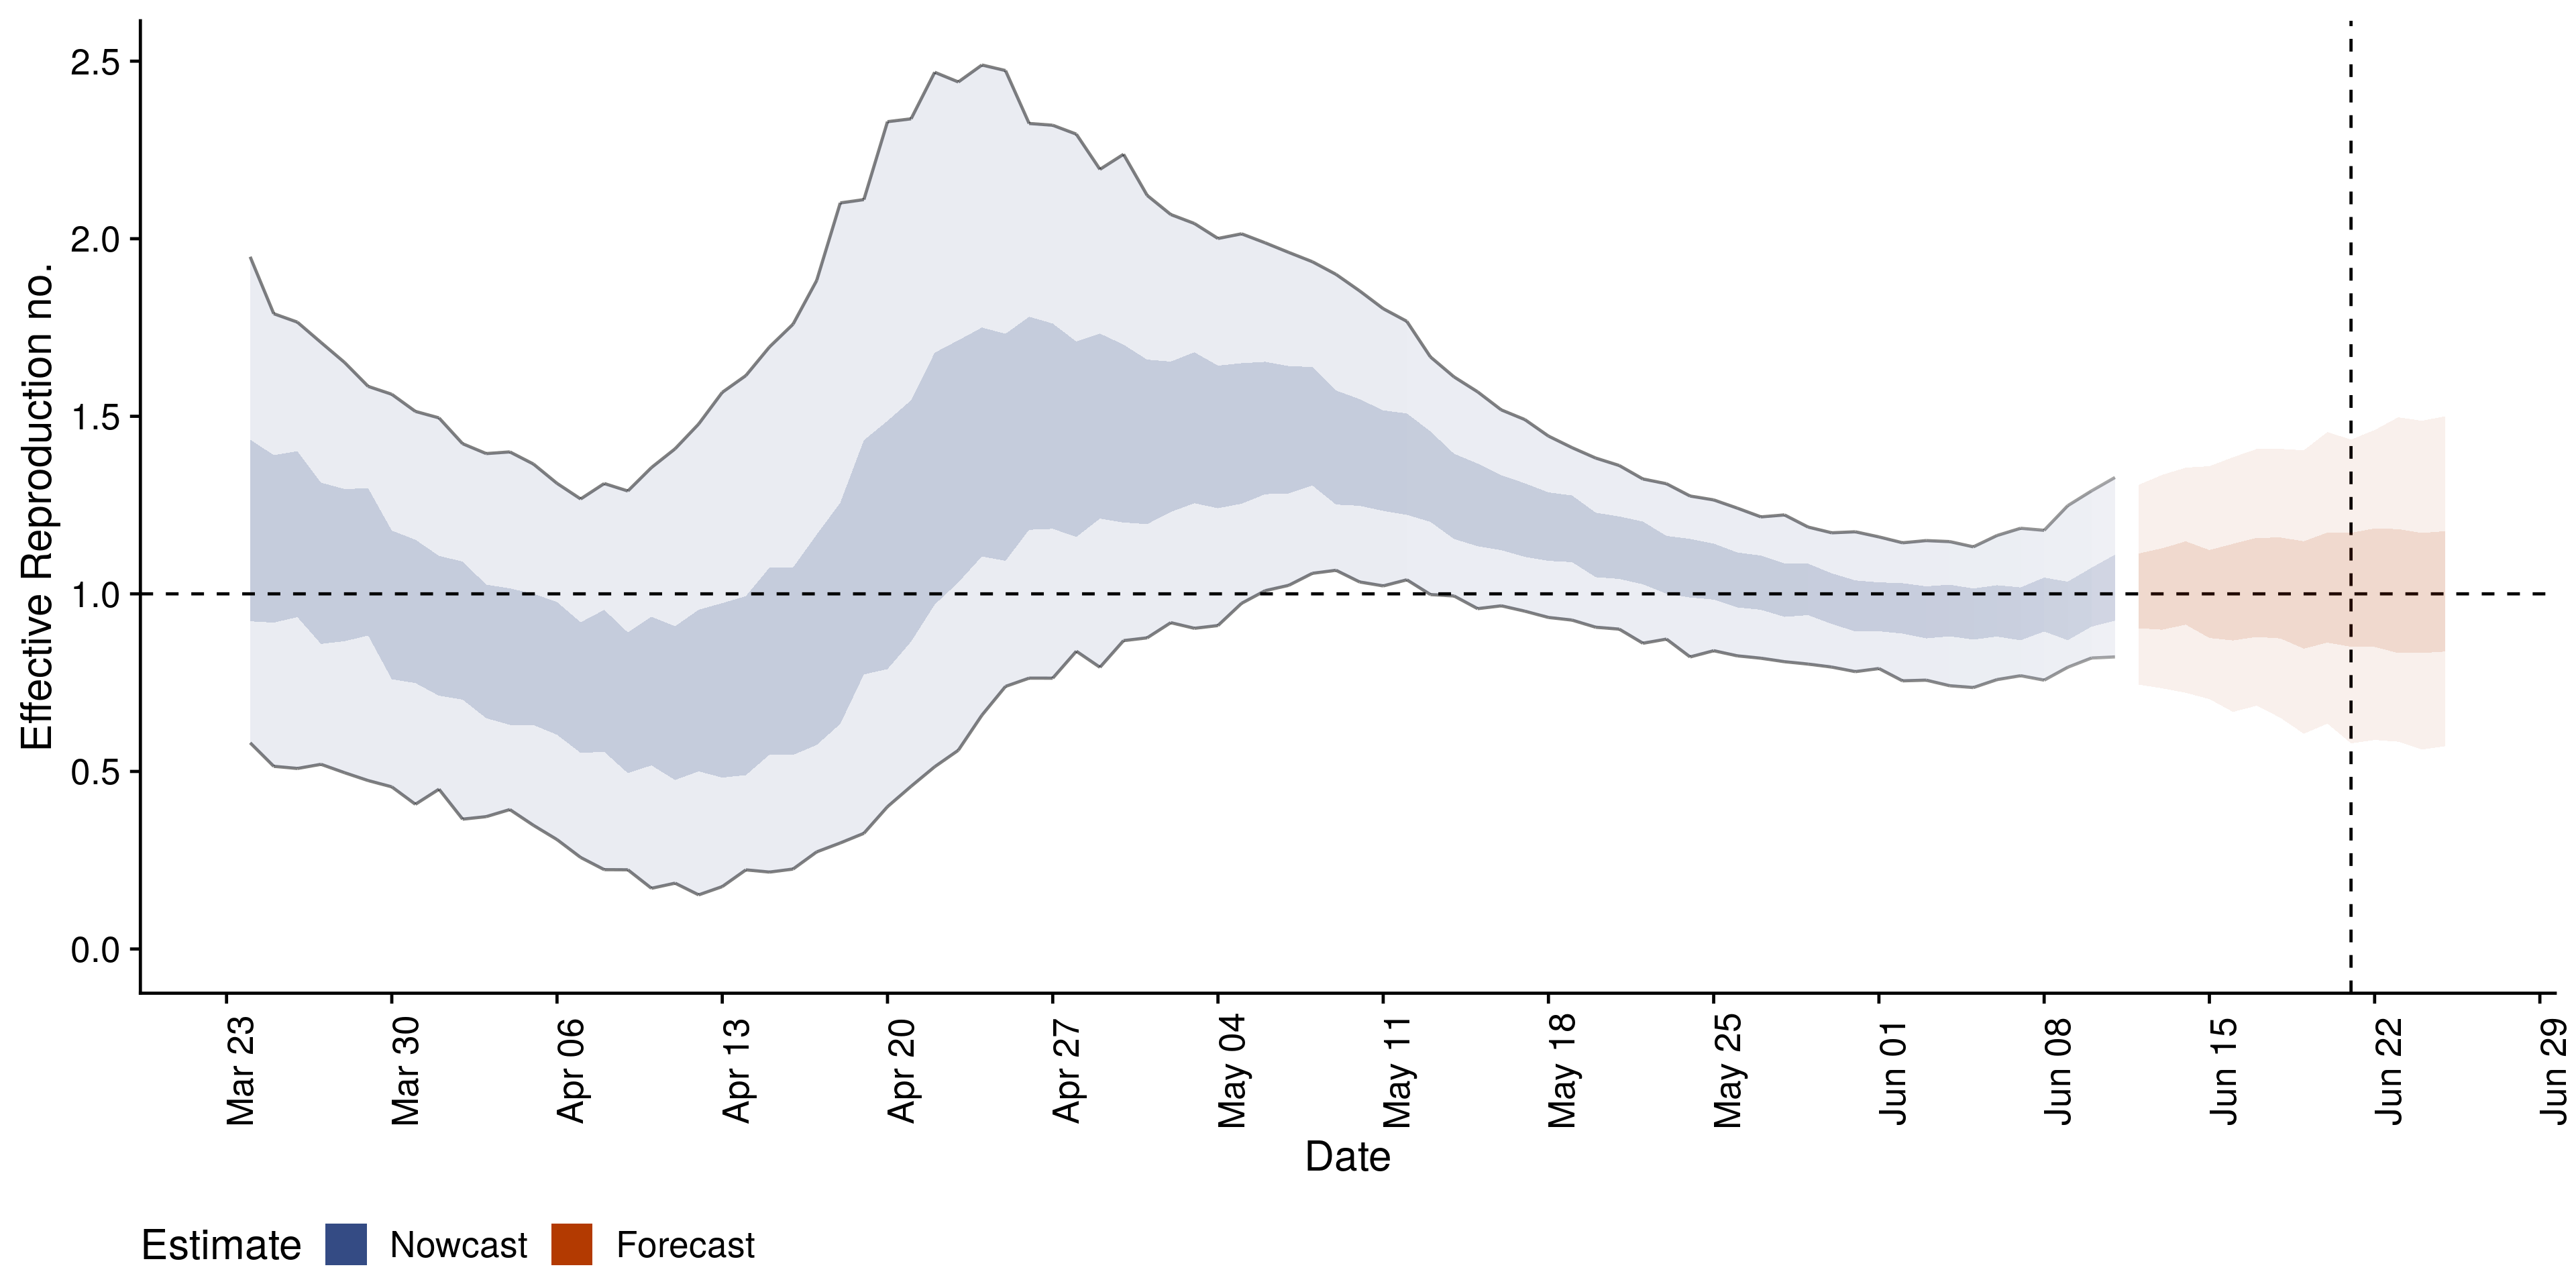 Effective Reproduction no.
2.5
2.0
1.5
1.0
0.5
0.0
Mar 23
Mar 30
Apr 06
Apr 13
Apr 20
Apr 27
May 04
May 11
May 18
May 25
Jun 01
Jun 08
Jun 15
Jun 22
Jun 29
Date
Estimate Nowcast Forecast